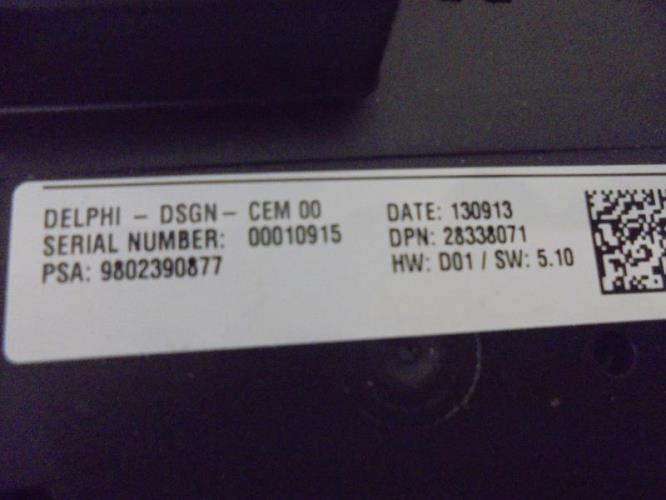 DELPHI - DSGN - CEM 00
SERIAL NUMBER: 00010915
PSA: 9802390877
DATE: 130913
DPN: 28338071
HW: D01 / SW: 5.10